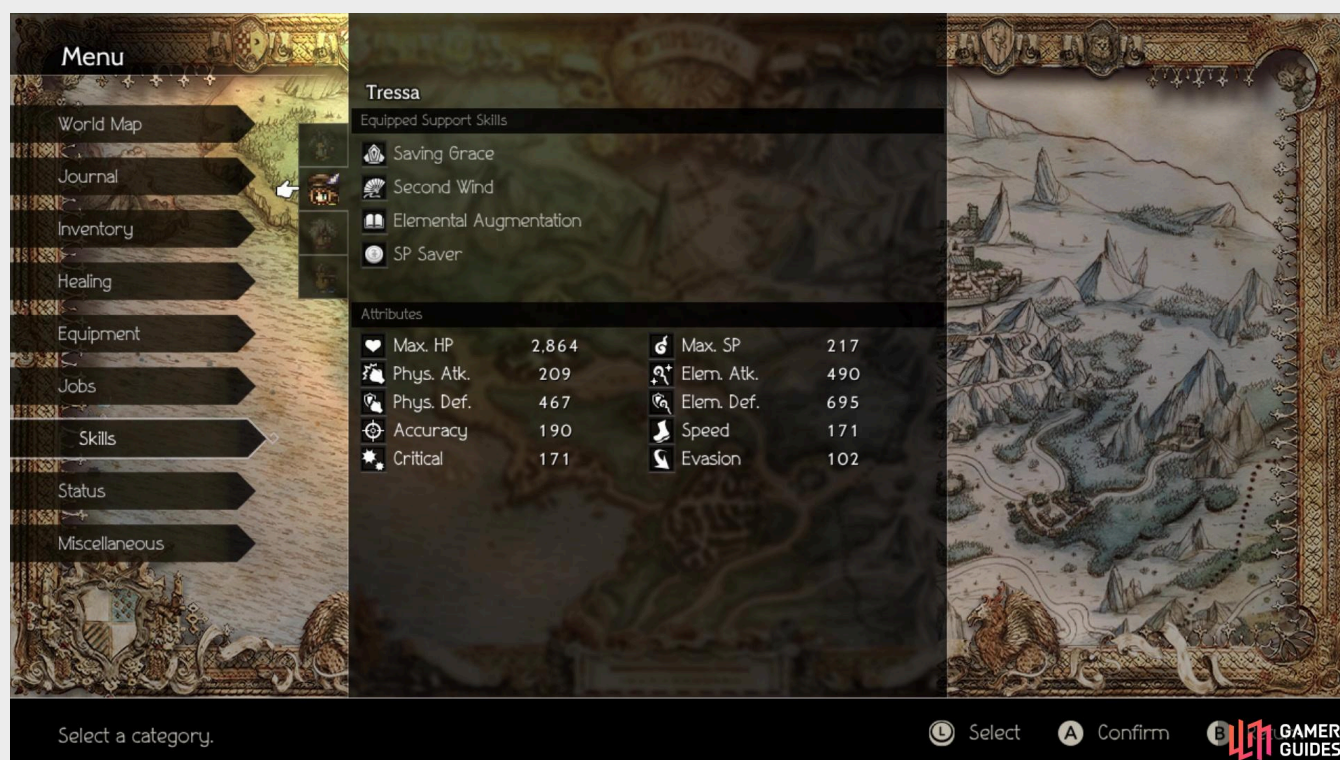 Menu
World Map
Journal
Inventory
Healing
Equipment
Jobs
Skills
Status
Miscellaneous
Tressa
Equipped Support Skills
Saving Grace
Second Wind
Elemental Augmentation
SP Saver
Attributes
Max. HP 2,864 Max. SP 217
Phys. Atk. 209 Elem. Atk. 490
Phys. Def. 467 Elem. Def. 695
Accuracy 190 Speed 171
Critical 171 Evasion 102
Select a category.
L Select A Confirm B
GAMER
GUIDES